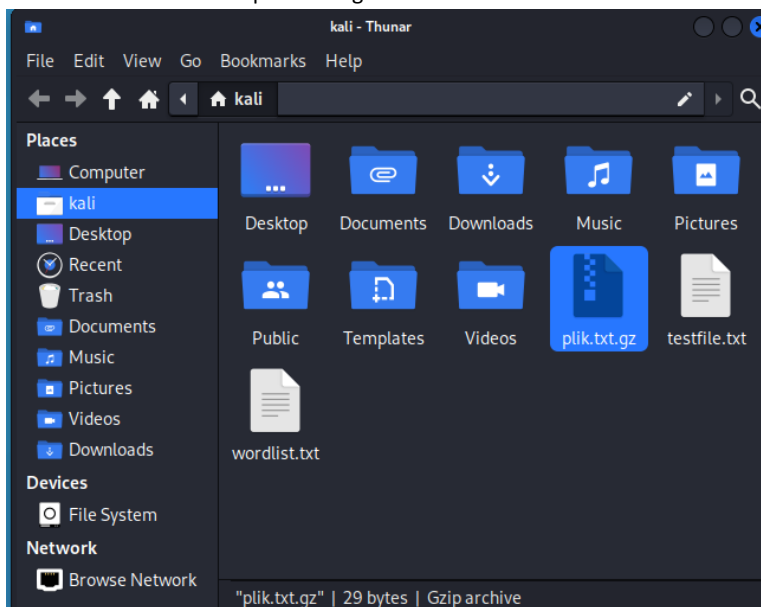 kali - Thunar
File Edit View Go Bookmarks Help
kali
Places
Computer
kali
Desktop
Recent
Trash
Documents
Music
Pictures
Videos
Downloads
Devices
File System
Network
Browse Network
Desktop Documents Downloads Music Pictures
Public Templates Videos plik.txt.gz testfile.txt
wordlist.txt
"plik.txt.gz" | 29 bytes | Gzip archive